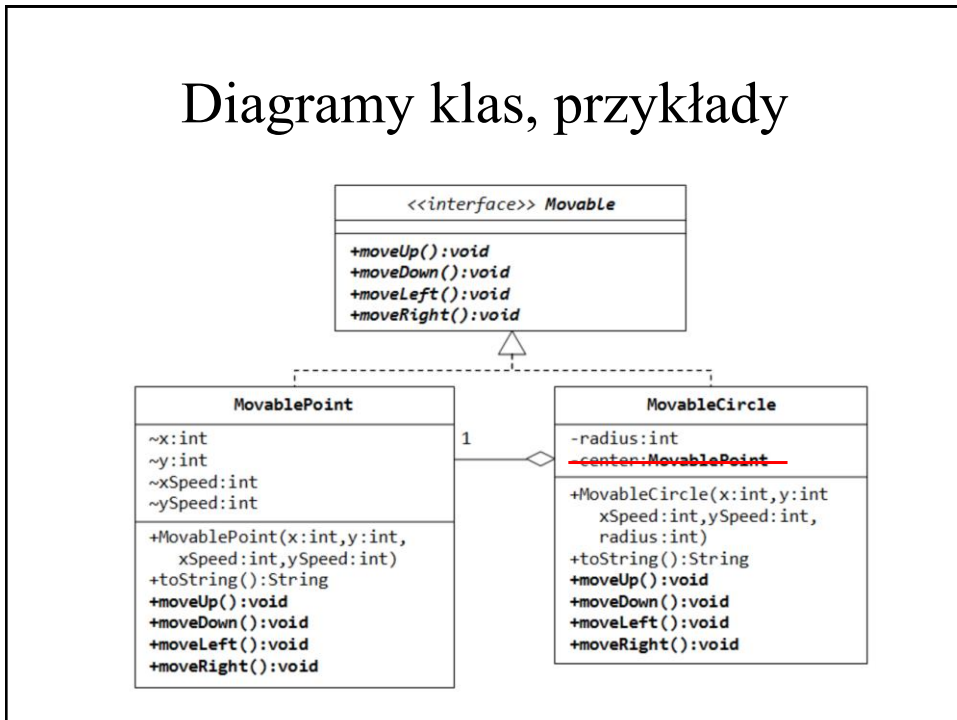 Diagramy klas, przykłady
<<interface>> Movable
+moveUp():void
+moveDown():void
+moveLeft():void
+moveRight():void
MovablePoint
~x:int
~y:int
~xSpeed:int
~ySpeed:int
+MovablePoint(x:int,y:int,
xSpeed:int,ySpeed:int)
+toString():String
+moveUp():void
+moveDown():void
+moveLeft():void
+moveRight():void
1
MovableCircle
-radius:int
-center:MovablePoint
+MovableCircle(x:int,y:int
xSpeed:int,ySpeed:int,
radius:int)
+toString():String
+moveUp():void
+moveDown():void
+moveLeft():void
+moveRight():void